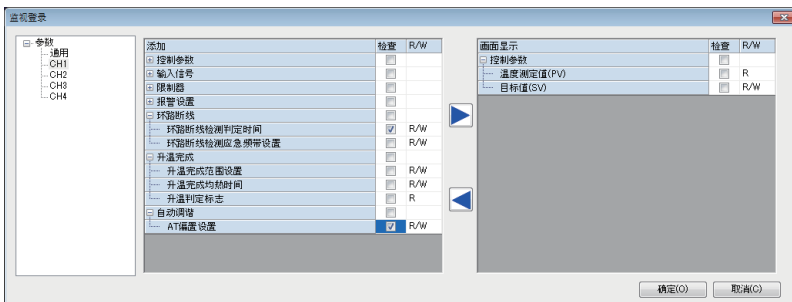 监视登录
参数
通用
CH1
CH2
CH3
CH4
添加 检查 R/W
控制参数
输入信号
限制器
报警设置
环路断线
环路断线检测判定时间 R/W
环路断线检测应急频带设置 R/W
升温完成
升温完成范围设置 R/W
升温完成均热时间 R/W
升温判定标志 R
自动调谐
AT偏置设置 R/W
画面显示 检查 R/W
控制参数
温度测定值(PV) R
目标值(SV) R/W
确定(O) 取消(C)